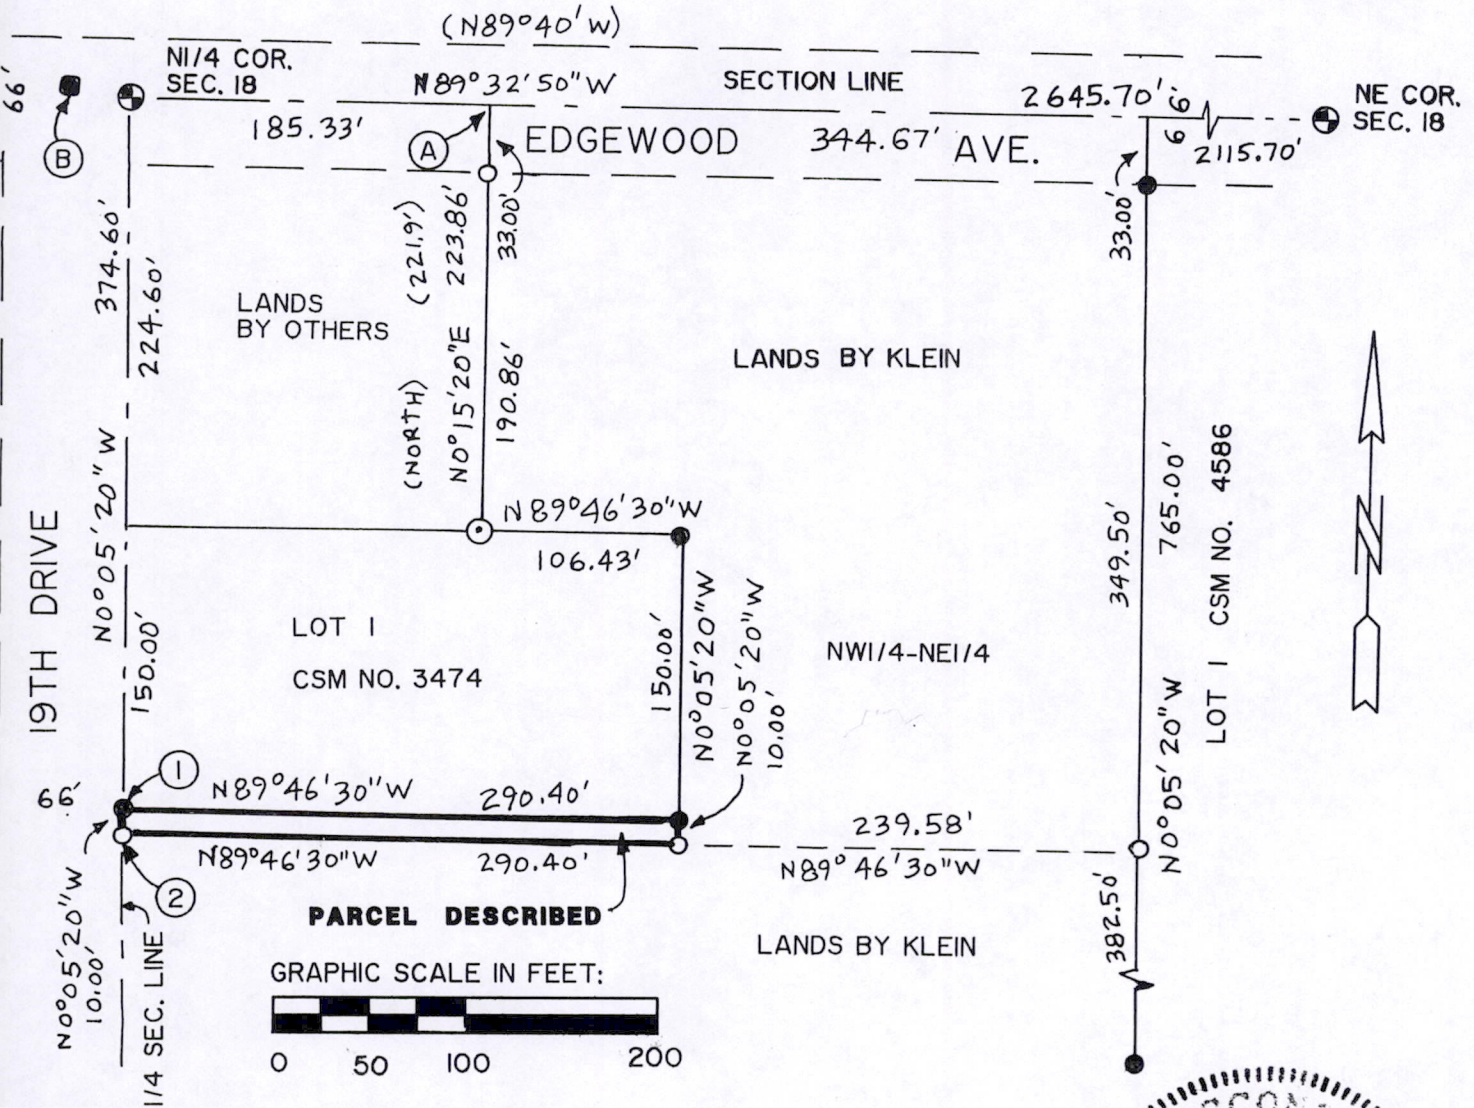 (N89°40'W)
N1/4 COR.
SEC. 18
N89°32'50"W
SECTION LINE
2645.70'
66'
NE COR.
SEC. 18
66'
B
185.33'
A
EDGEWOOD
344.67'
AVE.
2115.70'
33.00'
33.00'
374.60'
224.60'
(221.9')
223.86'
(NORTH)
N0°15'20"E
190.86'
LANDS
BY OTHERS
LANDS BY KLEIN
N89°46'30"W
106.43'
19TH DRIVE
N0°05'20"W
150.00'
LOT 1
CSM NO. 3474
150.00'
N0°05'20"W
N0°05'20"W
10.00'
NW1/4-NE1/4
349.50'
765.00'
N0°05'20"W
LOT 1 CSM NO. 4586
N
1
66'
N89°46'30"W
290.40'
N89°46'30"W
290.40'
239.58'
N89°46'30"W
2
N0°05'20"W
10.00'
1/4 SEC. LINE
PARCEL DESCRIBED
LANDS BY KLEIN
382.50'
GRAPHIC SCALE IN FEET:
0 50 100 200